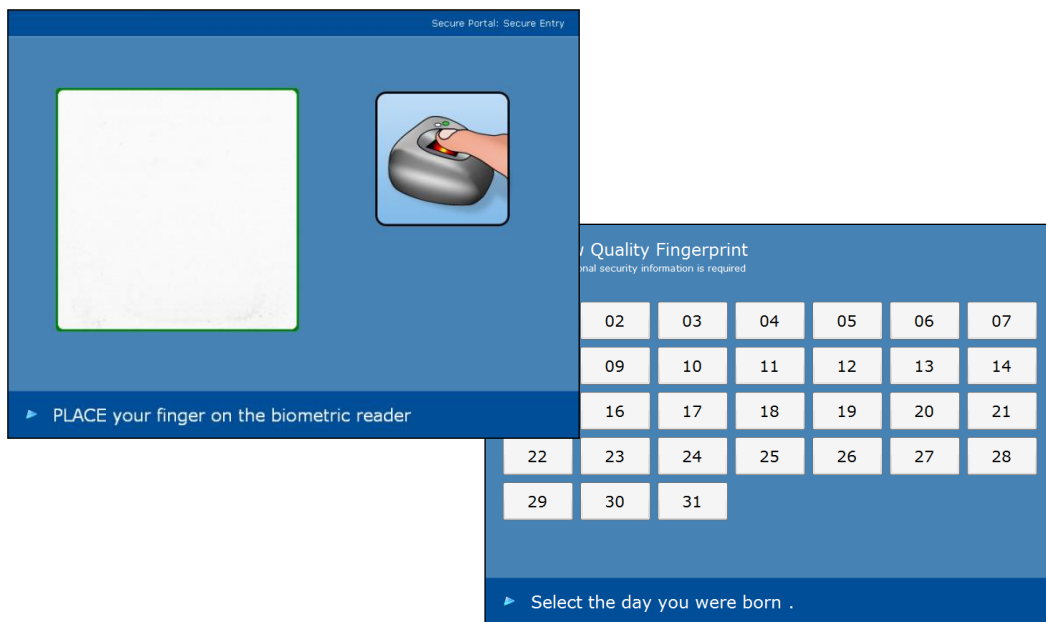 Secure Portal: Secure Entry
PLACE your finger on the biometric reader
Quality Fingerprint
security information is required
02 03 04 05 06 07
09 10 11 12 13 14
16 17 18 19 20 21
22 23 24 25 26 27 28
29 30 31
Select the day you were born .